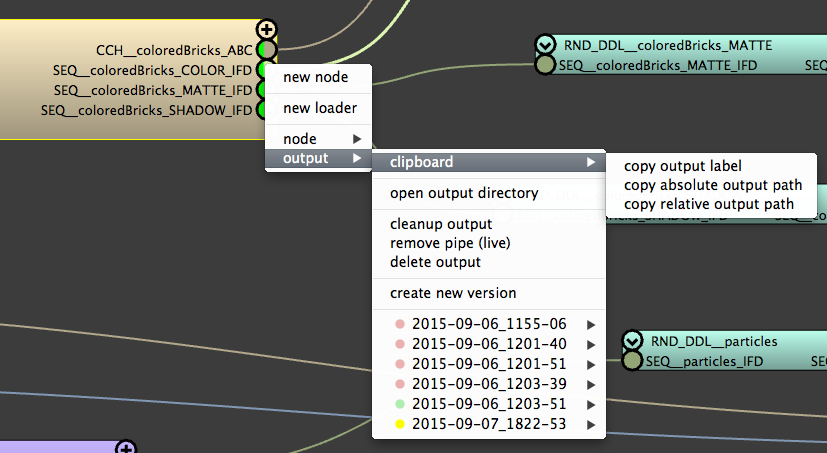 CCH__coloredBricks_ABC
SEQ__coloredBricks_COLOR_IFD
SEQ__coloredBricks_MATTE_IFD
SEQ__coloredBricks_SHADOW_IFD
new node
new loader
node
output
clipboard
open output directory
cleanup output
remove pipe (live)
delete output
create new version
2015-09-06_1155-06
2015-09-06_1201-40
2015-09-06_1201-51
2015-09-06_1203-39
2015-09-06_1203-51
2015-09-07_1822-53
copy output label
copy absolute output path
copy relative output path
RND_DDL__coloredBricks_MATTE
SEQ__coloredBricks_MATTE_IFD
SEQ
RND_DDL__particles
SEQ__particles_IFD
SEQ